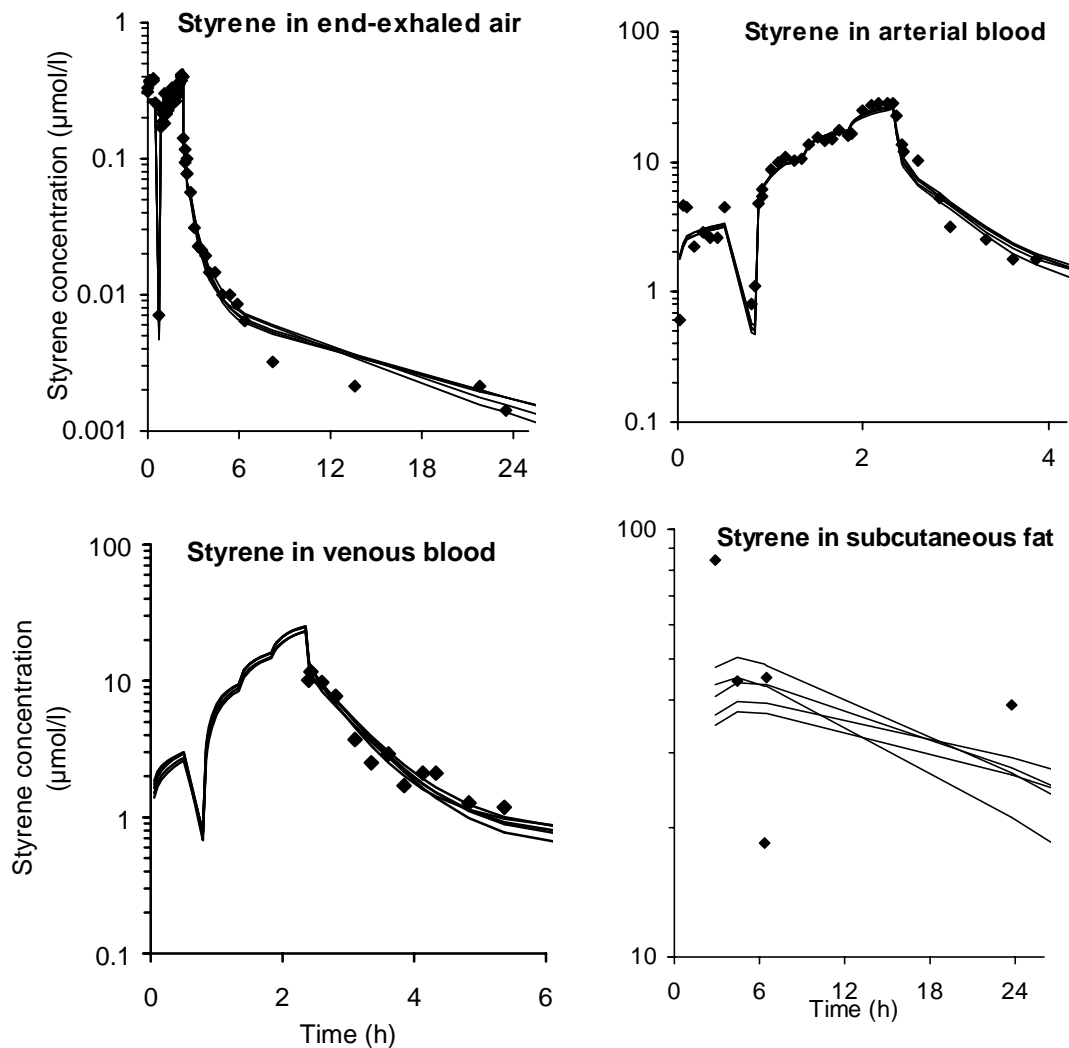 Styrene in end-exhaled air
Styrene concentration (µmol/l)
1
0.1
0.01
0.001
0 6 12 18 24
Styrene in arterial blood
100
10
1
0.1
0 2 4
Styrene in venous blood
Styrene concentration
(µmol/l)
100
10
1
0.1
0 2 4 6
Time (h)
Styrene in subcutaneous fat
100
10
0 6 12 18 24
Time (h)